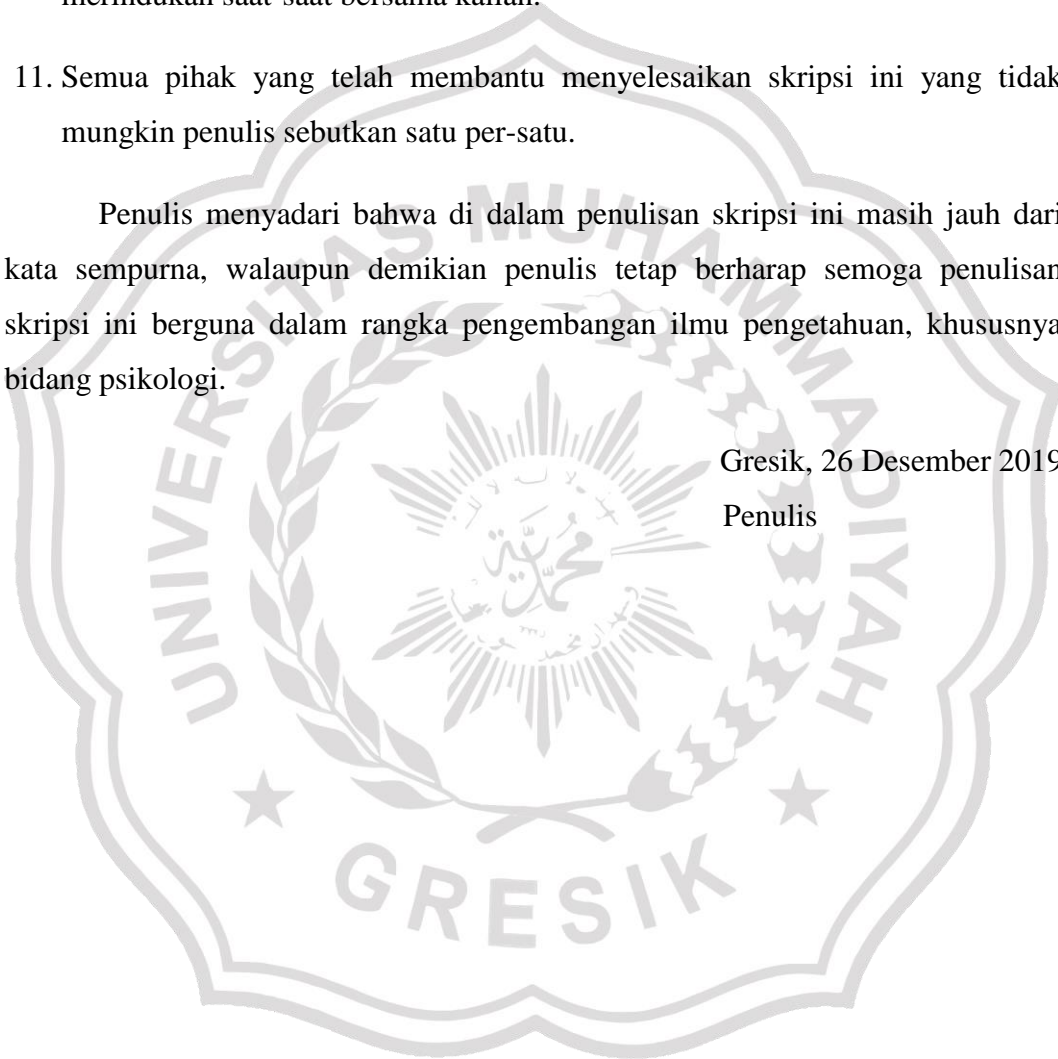 merindukan saat-saat bersama kalian.
11. Semua pihak yang telah membantu menyelesaikan skripsi ini yang tidak
mungkin penulis sebutkan satu per-satu.
Penulis menyadari bahwa di dalam penulisan skripsi ini masih jauh dari
kata sempurna, walaupun demikian penulis tetap berharap semoga penulisan
skripsi ini berguna dalam rangka pengembangan ilmu pengetahuan, khususnya
bidang psikologi.
Gresik, 26 Desember 2019
Penulis
UNIVERSITAS MUHAMMADIYAH
محمدية
GRESIK